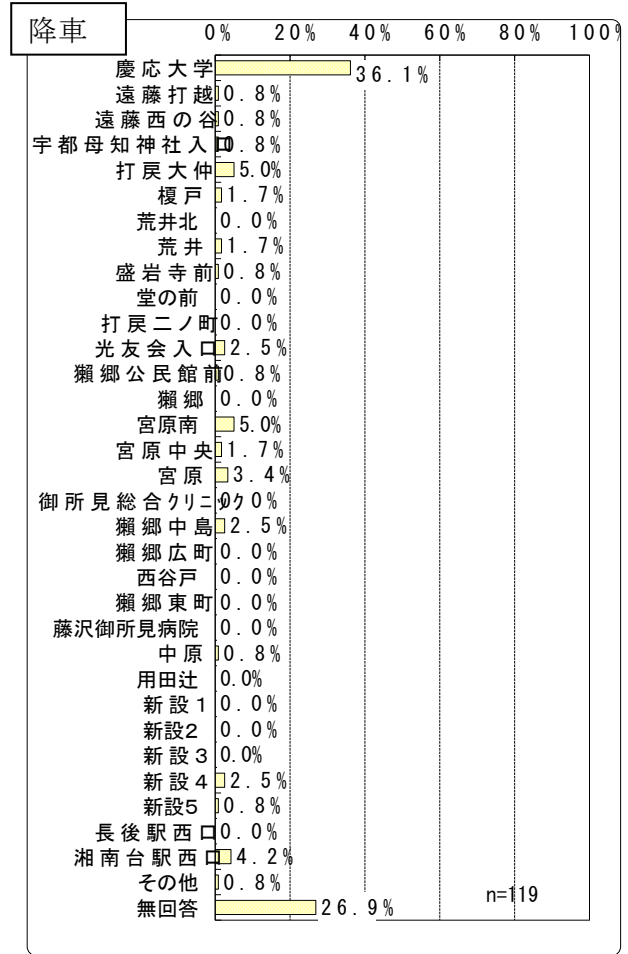 降車
0% 20% 40% 60% 80% 100%
慶応大学 36.1%
遠藤打越 0.8%
遠藤西の谷 0.8%
宇都母知神社入口 0.8%
打戻大仲 5.0%
榎戸 1.7%
荒井北 0.0%
荒井 1.7%
盛岩寺前 0.8%
堂の前 0.0%
打戻二ノ町 0.0%
光友会入口 2.5%
獺郷公民館前 0.8%
獺郷 0.0%
宮原南 5.0%
宮原中央 1.7%
宮原 3.4%
御所見総合クリニック 0.0%
獺郷中島 2.5%
獺郷広町 0.0%
西谷戸 0.0%
獺郷東町 0.0%
藤沢御所見病院 0.0%
中原 0.8%
用田辻 0.0%
新設1 0.0%
新設2 0.0%
新設3 0.0%
新設4 2.5%
新設5 0.8%
長後駅西口 0.0%
湘南台駅西口 4.2%
その他 0.8%
無回答 26.9%
n=119